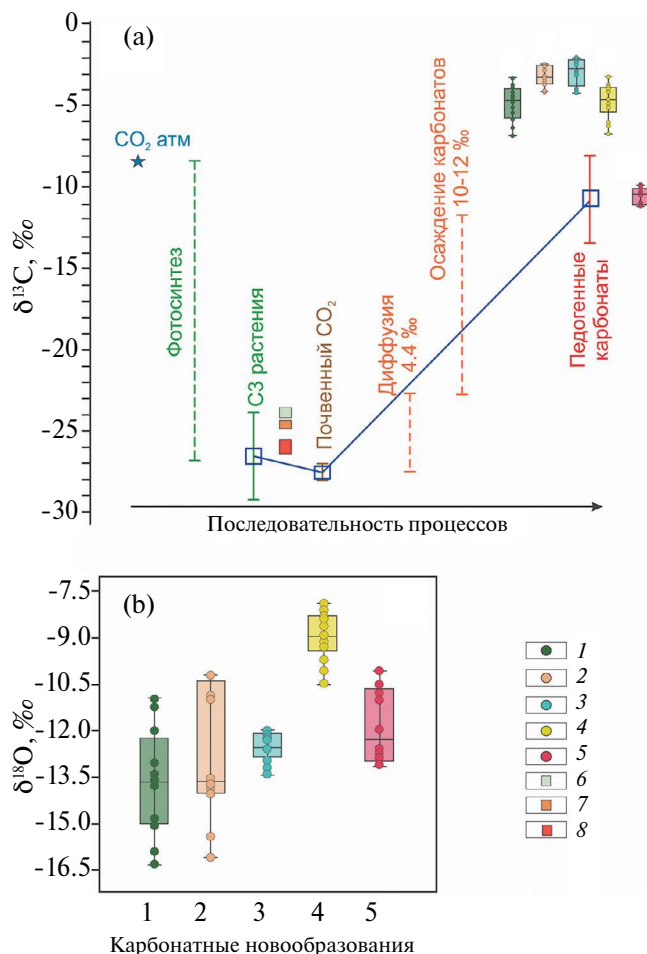 (a)
δ¹³C, ‰
0
-5
-10
-15
-20
-25
-30
CO₂ атм
Фотосинтез
С3 растения
Почвенный CO₂
Диффузия
4.4 ‰
Осаждение карбонатов
10-12 ‰
Педогенные
карбонаты
Последовательность процессов
(b)
δ¹⁸O, ‰
-7.5
-9.0
-10.5
-12.0
-13.5
-15.0
-16.5
1 2 3 4 5
Карбонатные новообразования
1
2
3
4
5
6
7
8